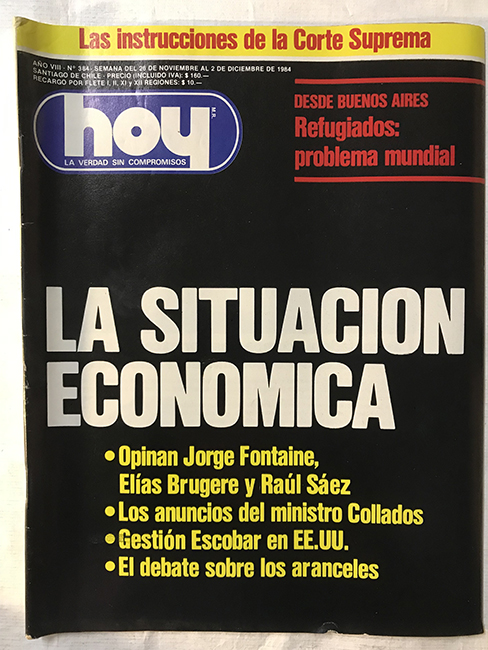 Las instrucciones de la Corte Suprema
AÑO VIII - Nº 384 - SEMANA DEL 26 DE NOVIEMBRE AL 2 DE DICIEMBRE DE 1984
SANTIAGO DE CHILE - PRECIO (INCLUIDO IVA): $ 160.—
RECARGO POR FLETE I, II, XI y XII REGIONES: $ 10.—
hoy M.R.
LA VERDAD SIN COMPROMISOS
DESDE BUENOS AIRES
Refugiados:
problema mundial
LA SITUACION
ECONOMICA
• Opinan Jorge Fontaine,
Elías Brugere y Raúl Sáez
• Los anuncios del ministro Collados
• Gestión Escobar en EE.UU.
• El debate sobre los aranceles